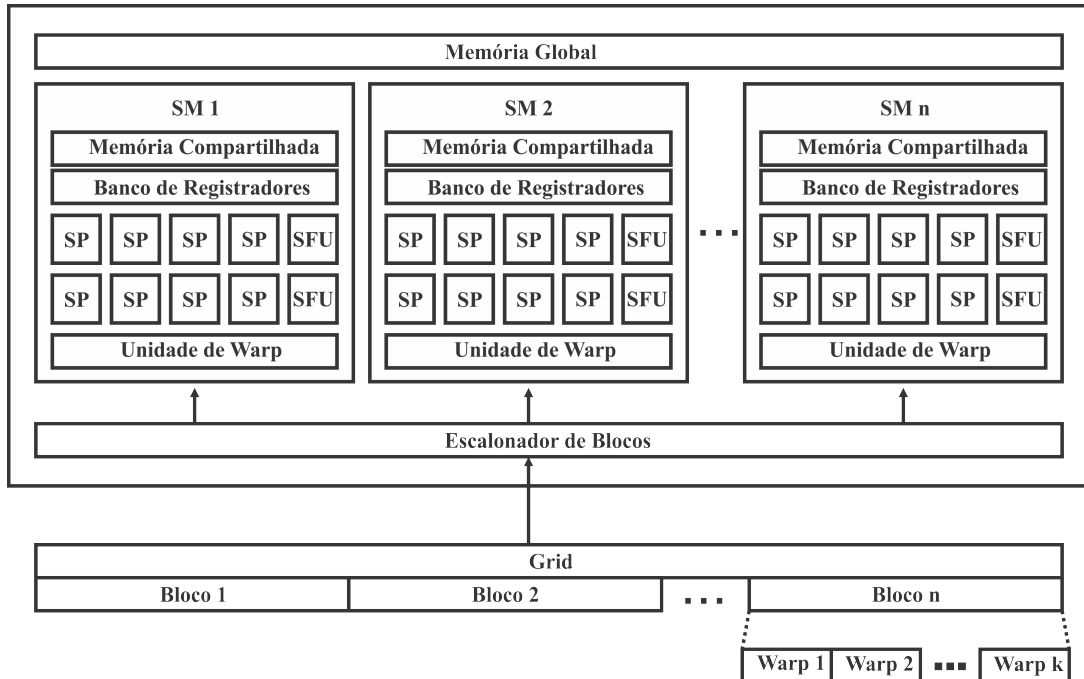 Memória Global
SM 1 SM 2 SM n
Memória Compartilhada Memória Compartilhada Memória Compartilhada
Banco de Registradores Banco de Registradores Banco de Registradores
SP SP SP SP SFU SP SP SP SP SFU ... SP SP SP SP SFU
SP SP SP SP SFU SP SP SP SP SFU SP SP SP SP SFU
Unidade de Warp Unidade de Warp Unidade de Warp
Escalonador de Blocos
Grid
Bloco 1 Bloco 2 ... Bloco n
Warp 1 Warp 2 ... Warp k